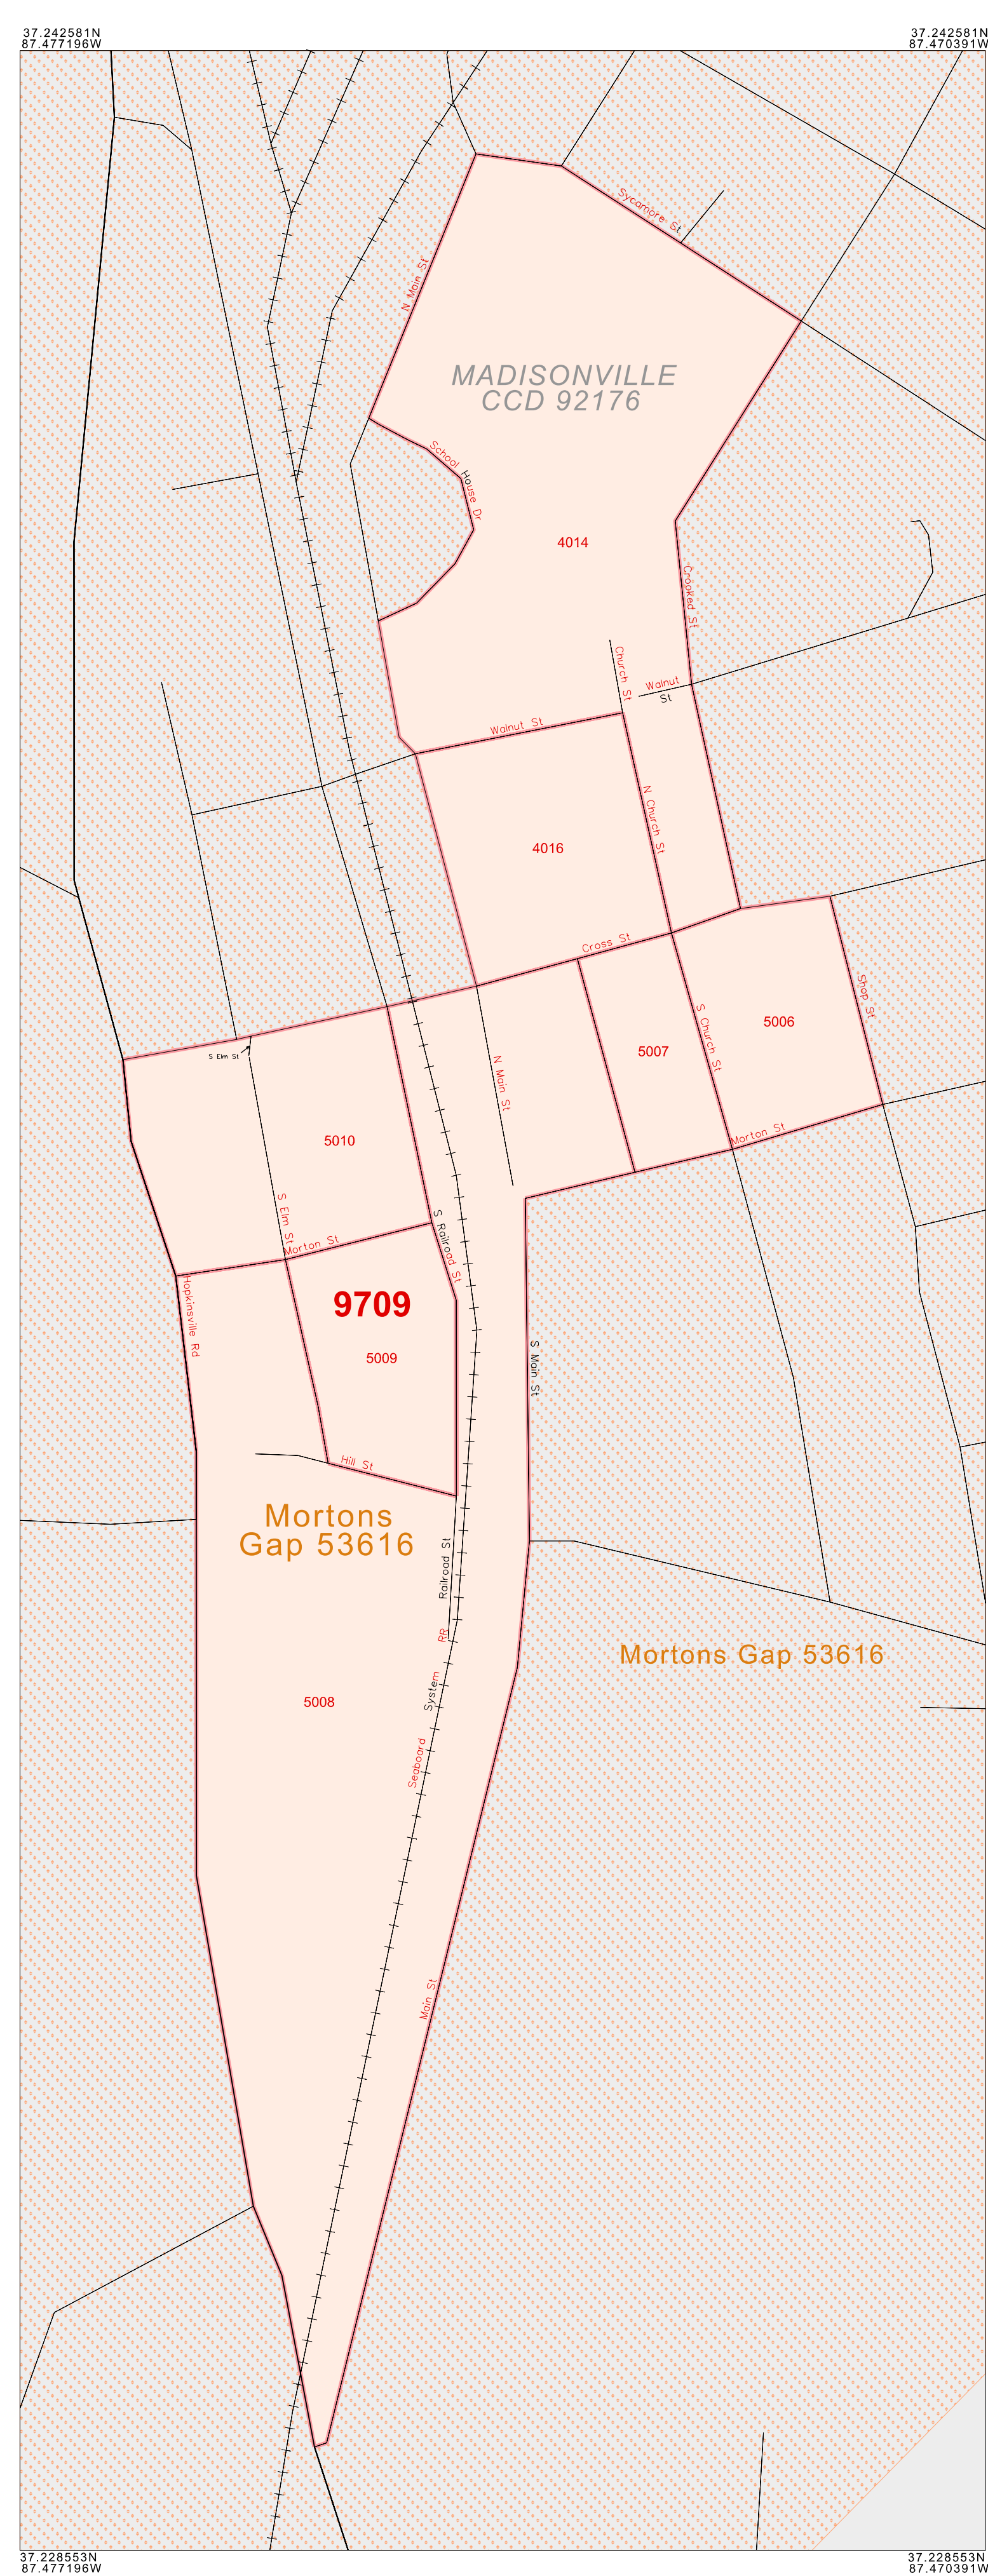 37.242581N
87.477196W
37.242581N
87.470391W
Sycamore St
N Main St
MADISONVILLE
CCD 92176
School House Dr
4014
Crooked St
Church St
Walnut
St
Walnut St
N Church St
4016
Cross St
Shop St
S Church St
5006
5007
S Elm St
N Main St
5010
Morton St
S Elm St
Morton St
S Railroad St
Hopkinsville Rd
9709
5009
S Main St
Hill St
Mortons
Gap 53616
Railroad St
Mortons Gap 53616
Seaboard System RR
5008
Main St
37.228553N
87.477196W
37.228553N
87.470391W